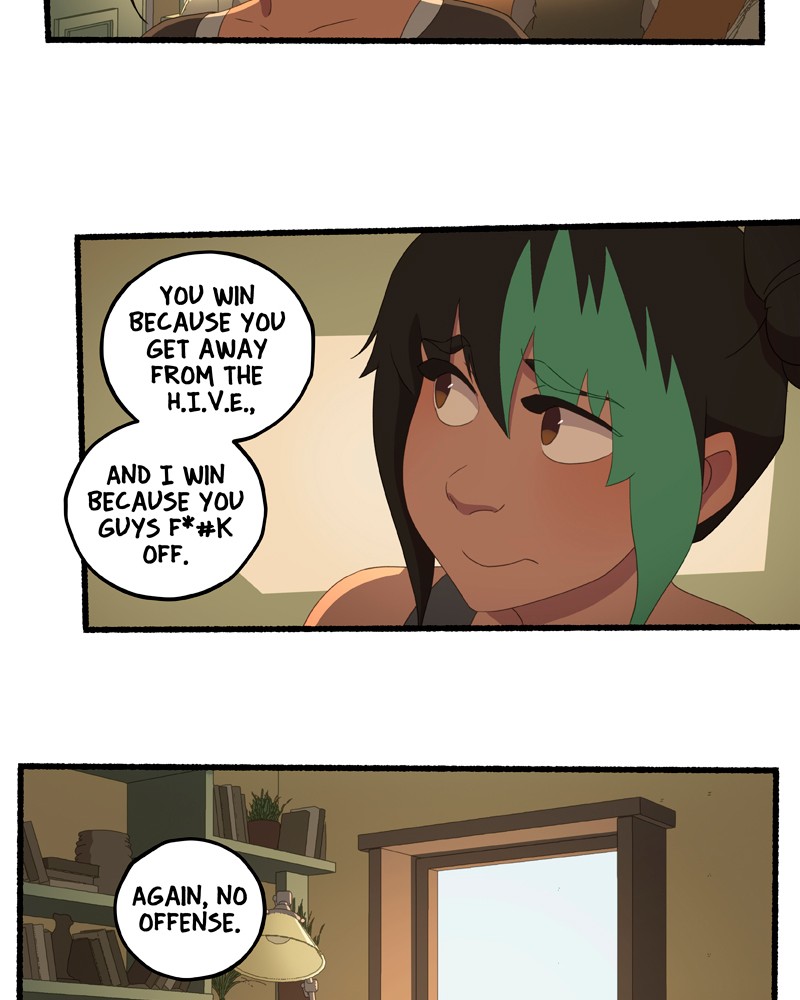 YOU WIN
BECAUSE YOU
GET AWAY
FROM THE
H.I.V.E.,
AND I WIN
BECAUSE YOU
GUYS F*#K
OFF.
AGAIN, NO
OFFENSE.